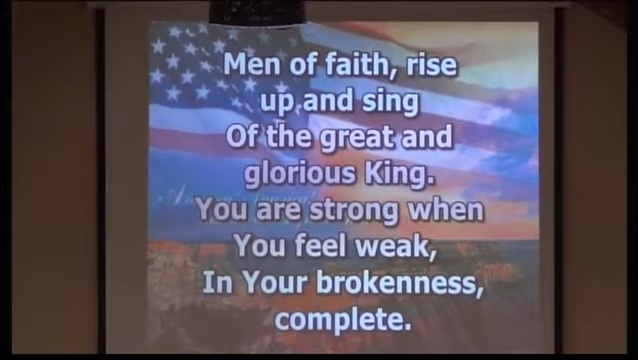 Men of faith, rise
up and sing
Of the great and
glorious King.
You are strong when
You feel weak,
In Your brokenness,
complete.